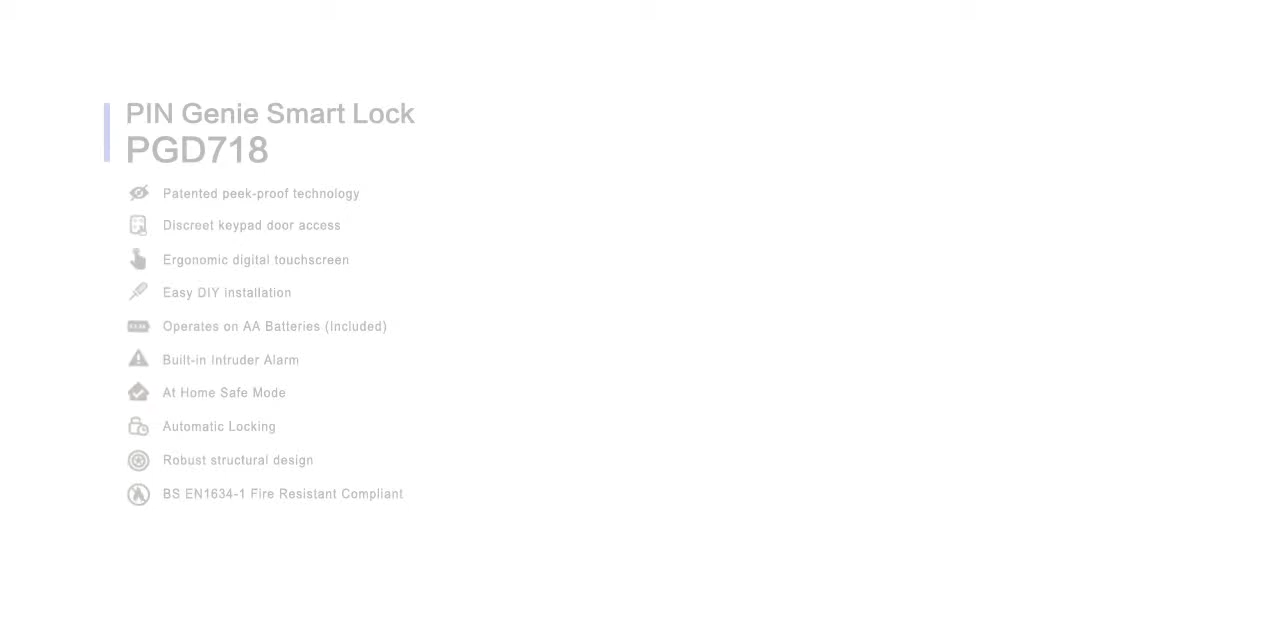 PIN Genie Smart Lock
PGD718
Patented peek-proof technology
Discreet keypad door access
Ergonomic digital touchscreen
Easy DIY installation
Operates on AA Batteries (Included)
Built-in Intruder Alarm
At Home Safe Mode
Automatic Locking
Robust structural design
BS EN1634-1 Fire Resistant Compliant